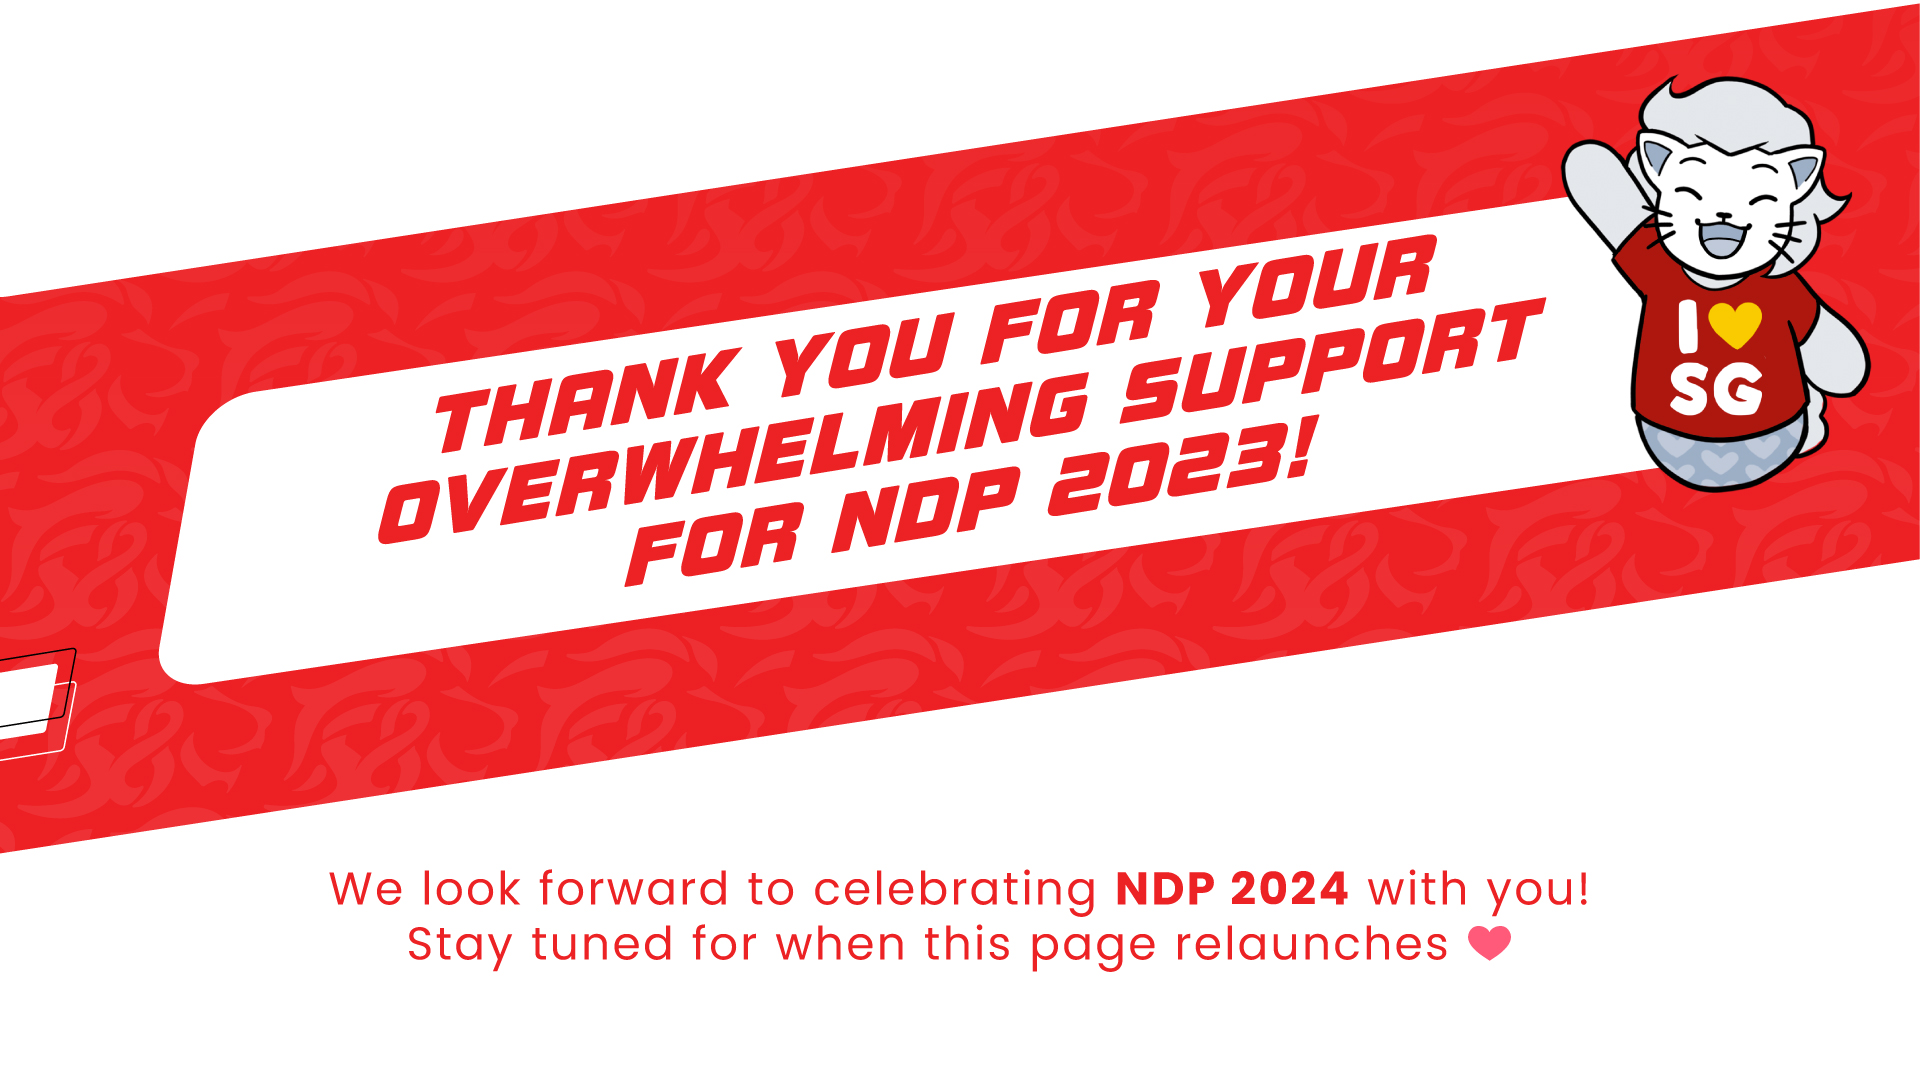 THANK YOU FOR YOUR
OVERWHELMING SUPPORT
FOR NDP 2023!
I
SG
We look forward to celebrating NDP 2024 with you!
Stay tuned for when this page relaunches